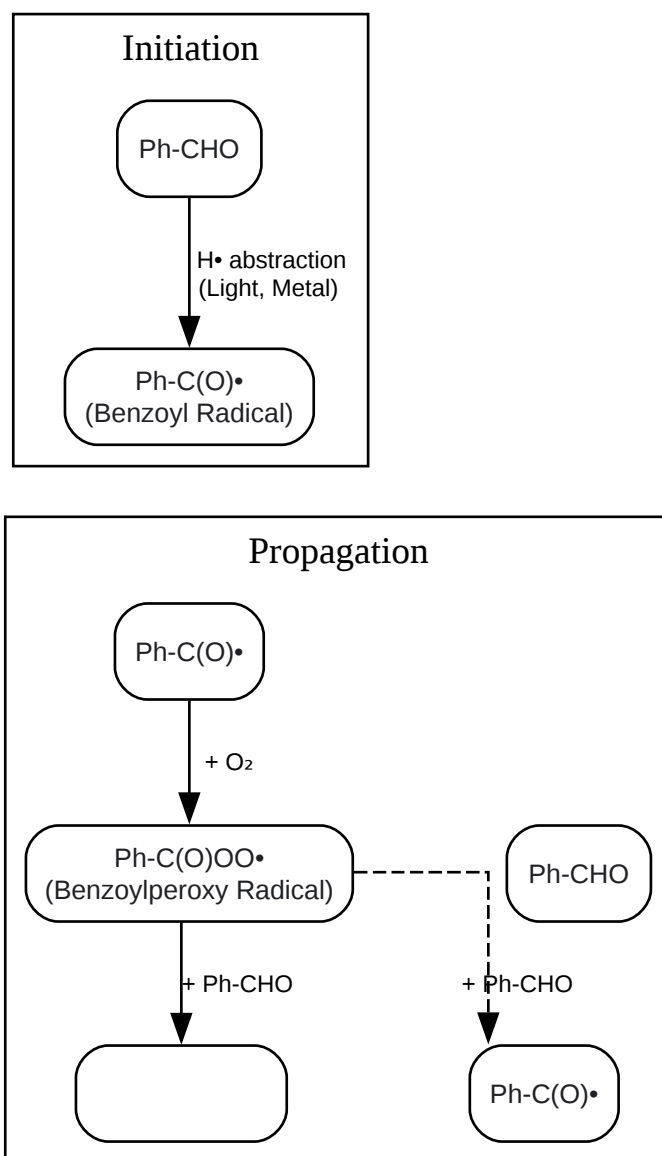 Initiation
Ph-CHO
H• abstraction
(Light, Metal)
Ph-C(O)•
(Benzoyl Radical)
Propagation
Ph-C(O)•
+ O₂
Ph-C(O)OO•
(Benzoylperoxy Radical)
Ph-CHO
+ Ph-CHO
+ Ph-CHO
Ph-C(O)•